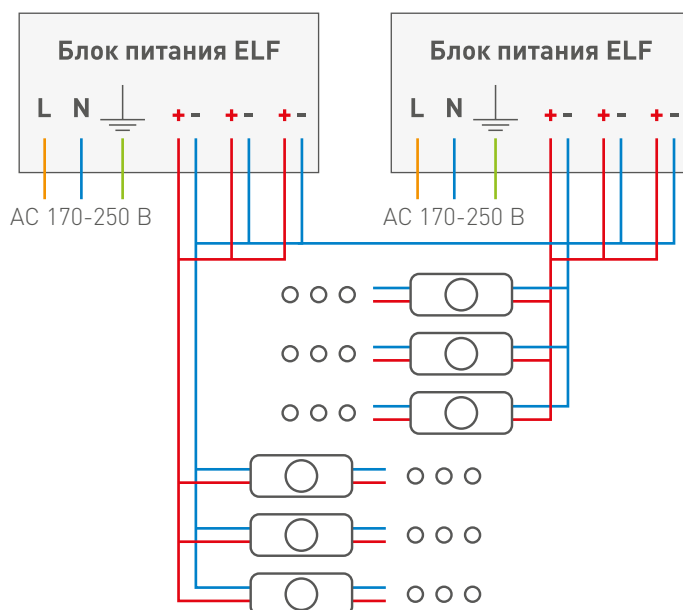 Блок питания ELF
L N + - + - + -
AC 170-250 В
Блок питания ELF
L N + - + - + -
AC 170-250 В